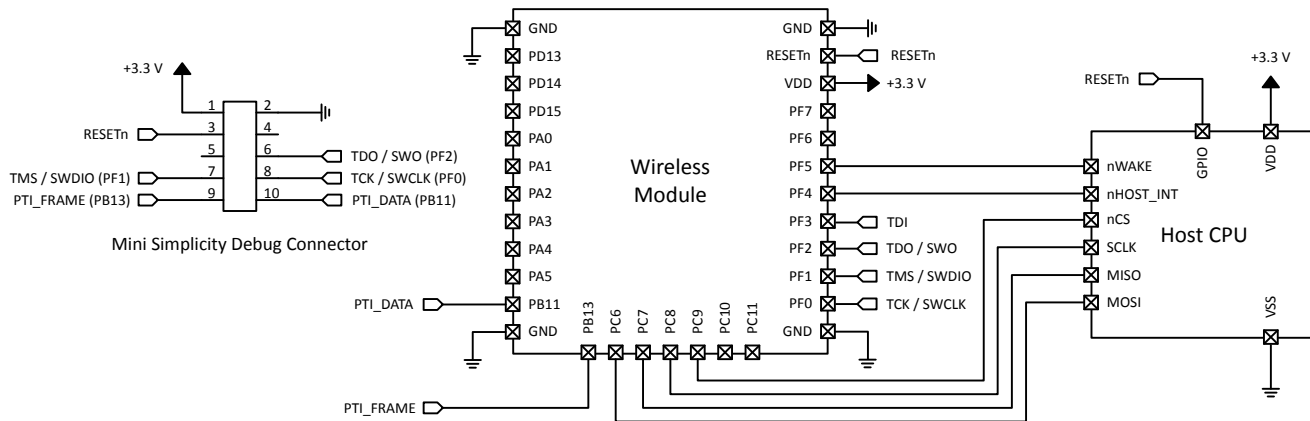 +3.3 V
1 2
RESETn 3 4
5 6 TDO / SWO (PF2)
TMS / SWDIO (PF1) 7 8 TCK / SWCLK (PF0)
PTI_FRAME (PB13) 9 10 PTI_DATA (PB11)
Mini Simplicity Debug Connector
GND
PD13
PD14
PD15
PA0
PA1
PA2
PA3
PA4
PA5
PTI_DATA PB11
GND
Wireless
Module
GND
RESETn RESETn
VDD +3.3 V
PF7
PF6
PF5
PF4
PF3 TDI
PF2 TDO / SWO
PF1 TMS / SWDIO
PF0 TCK / SWCLK
GND
PB13
PC6
PC7
PC8
PC9
PC10
PC11
PTI_FRAME
+3.3 V
RESETn
GPIO
VDD
nWAKE
nHOST_INT
nCS
SCLK
MISO
MOSI
Host CPU
VSS